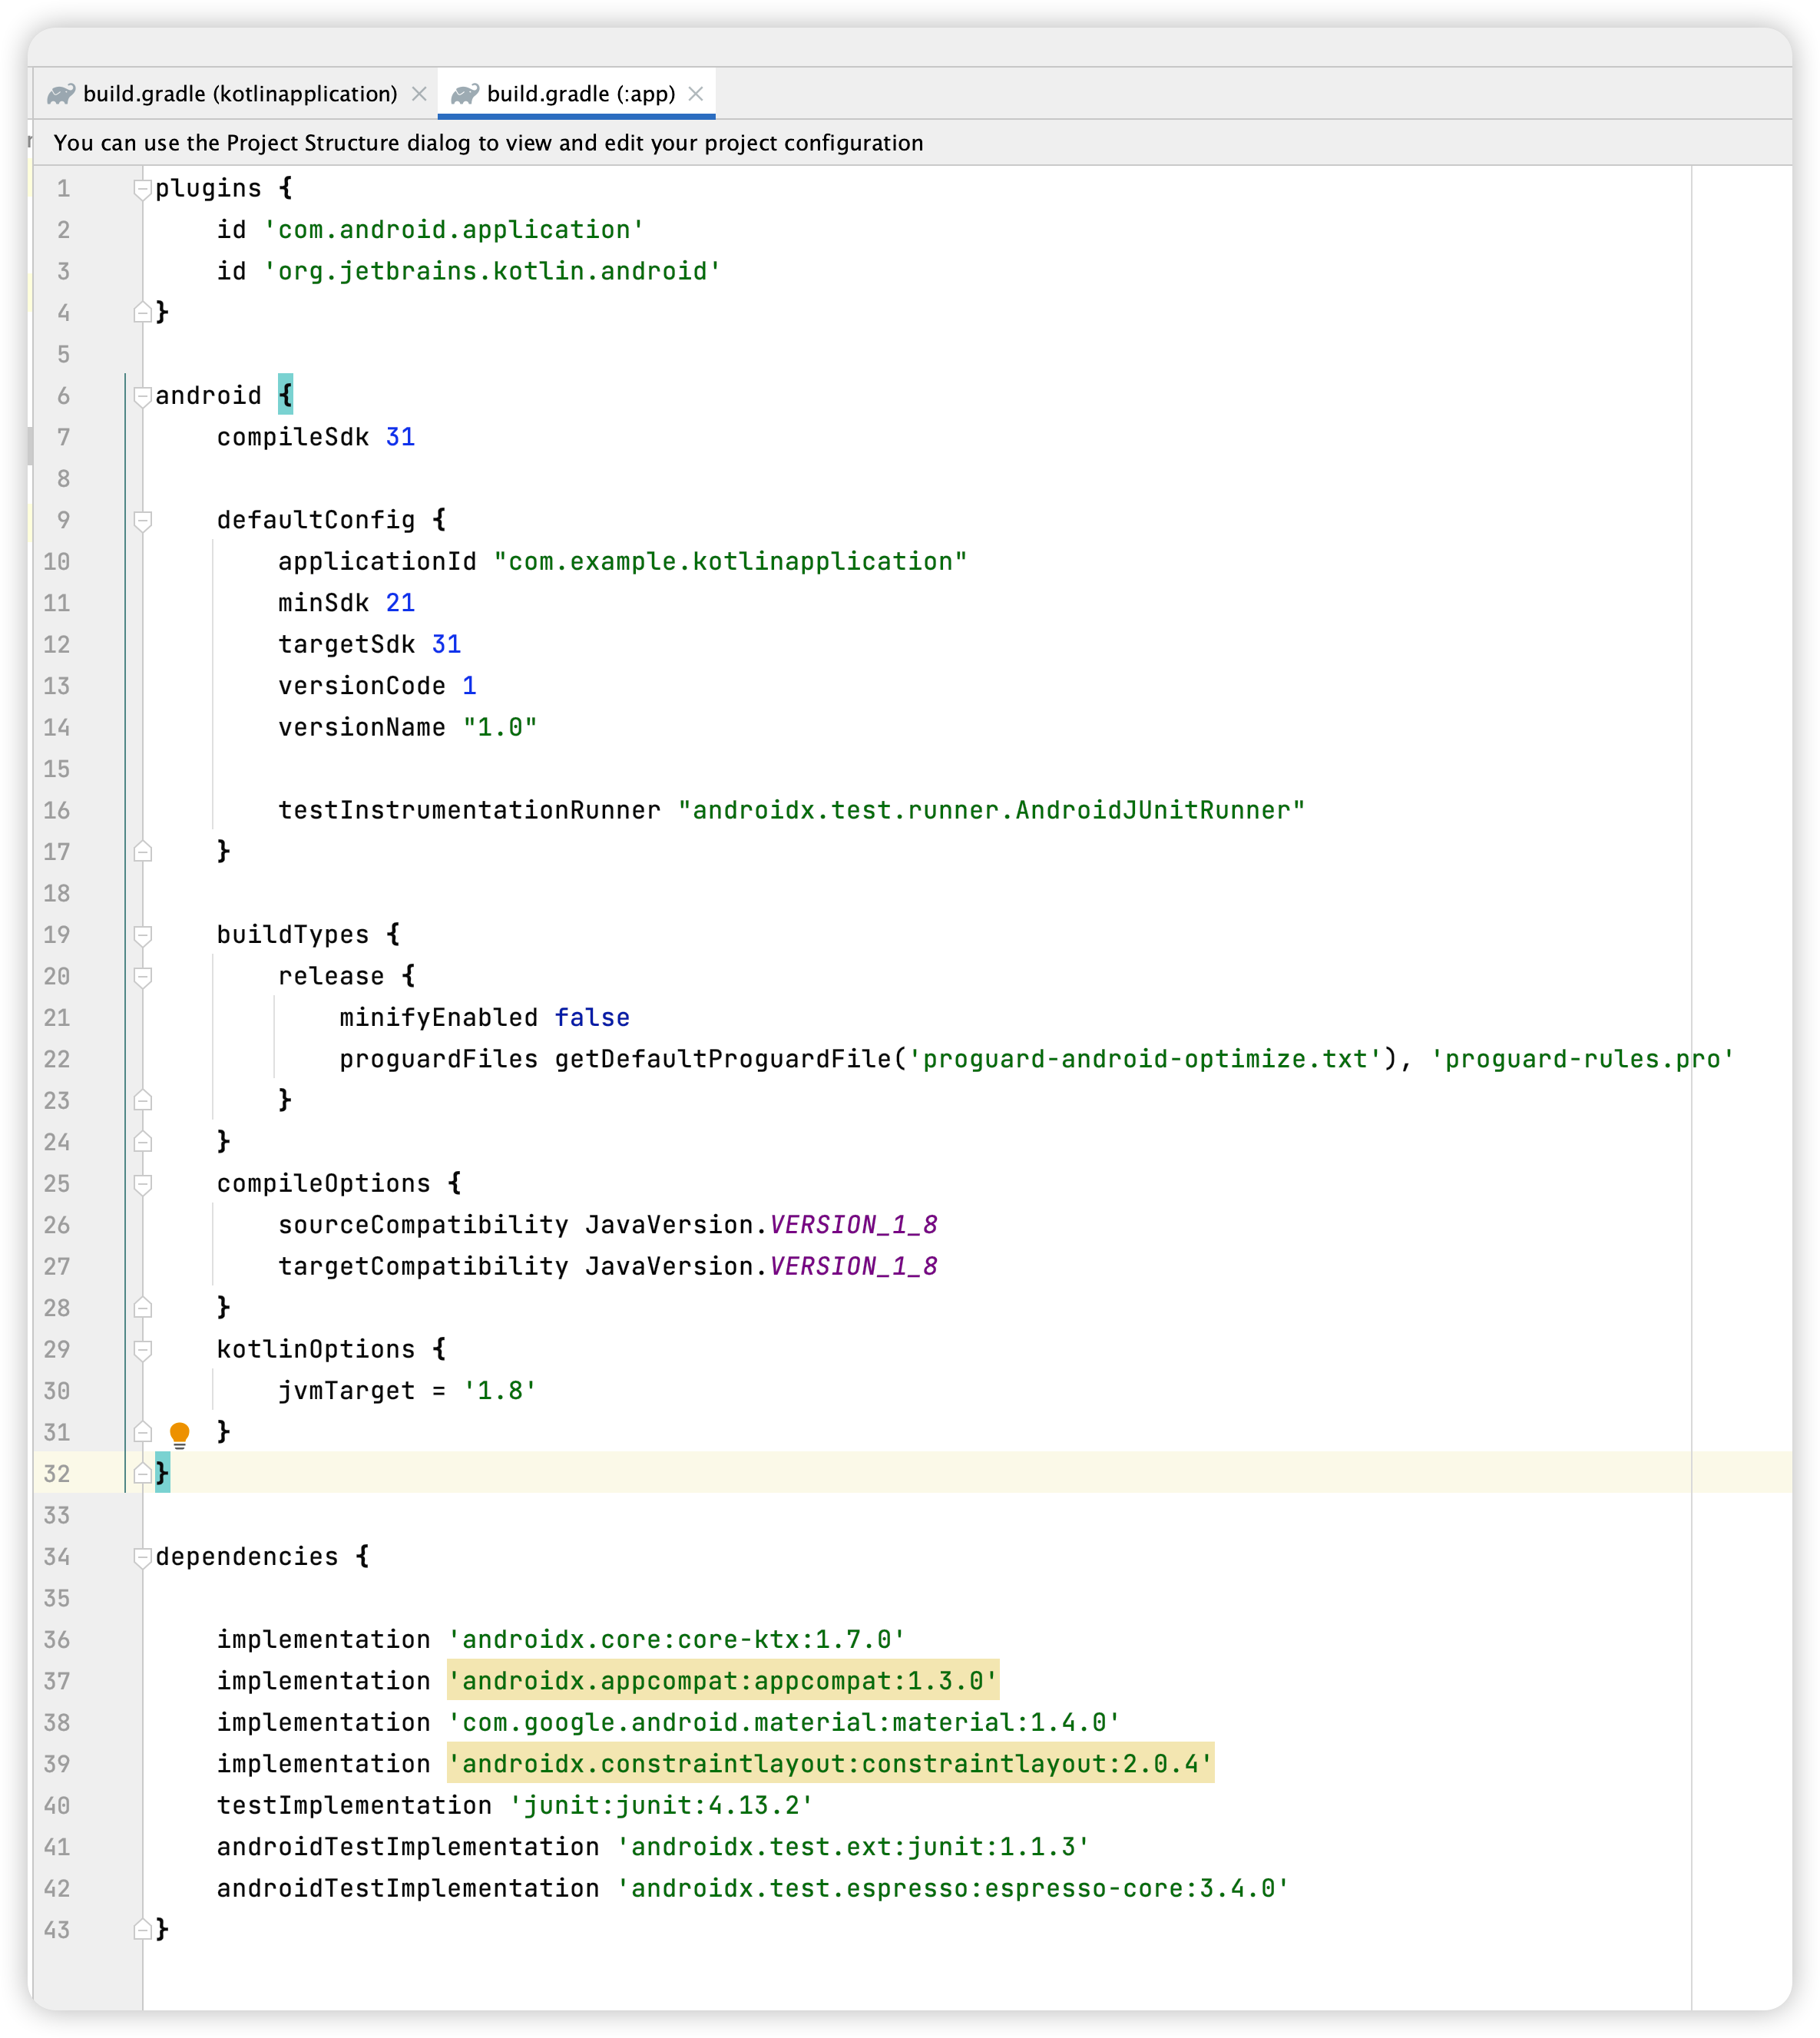 build.gradle (kotlinapplication) build.gradle (:app)
You can use the Project Structure dialog to view and edit your project configuration
1 plugins {
2 id 'com.android.application'
3 id 'org.jetbrains.kotlin.android'
4 }
5
6 android {
7 compileSdk 31
8
9 defaultConfig {
10 applicationId "com.example.kotlinapplication"
11 minSdk 21
12 targetSdk 31
13 versionCode 1
14 versionName "1.0"
15
16 testInstrumentationRunner "androidx.test.runner.AndroidJUnitRunner"
17 }
18
19 buildTypes {
20 release {
21 minifyEnabled false
22 proguardFiles getDefaultProguardFile('proguard-android-optimize.txt'), 'proguard-rules.pro'
23 }
24 }
25 compileOptions {
26 sourceCompatibility JavaVersion.VERSION_1_8
27 targetCompatibility JavaVersion.VERSION_1_8
28 }
29 kotlinOptions {
30 jvmTarget = '1.8'
31 }
32 }
33
34 dependencies {
35
36 implementation 'androidx.core:core-ktx:1.7.0'
37 implementation 'androidx.appcompat:appcompat:1.3.0'
38 implementation 'com.google.android.material:material:1.4.0'
39 implementation 'androidx.constraintlayout:constraintlayout:2.0.4'
40 testImplementation 'junit:junit:4.13.2'
41 androidTestImplementation 'androidx.test.ext:junit:1.1.3'
42 androidTestImplementation 'androidx.test.espresso:espresso-core:3.4.0'
43 }